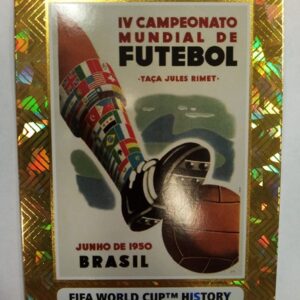 IV CAMPEONATO
MUNDIAL DE
FUTEBOL
· TAÇA JULES RIMET ·
JUNHO DE 1950
BRASIL
FIFA WORLD CUP™ HISTORY